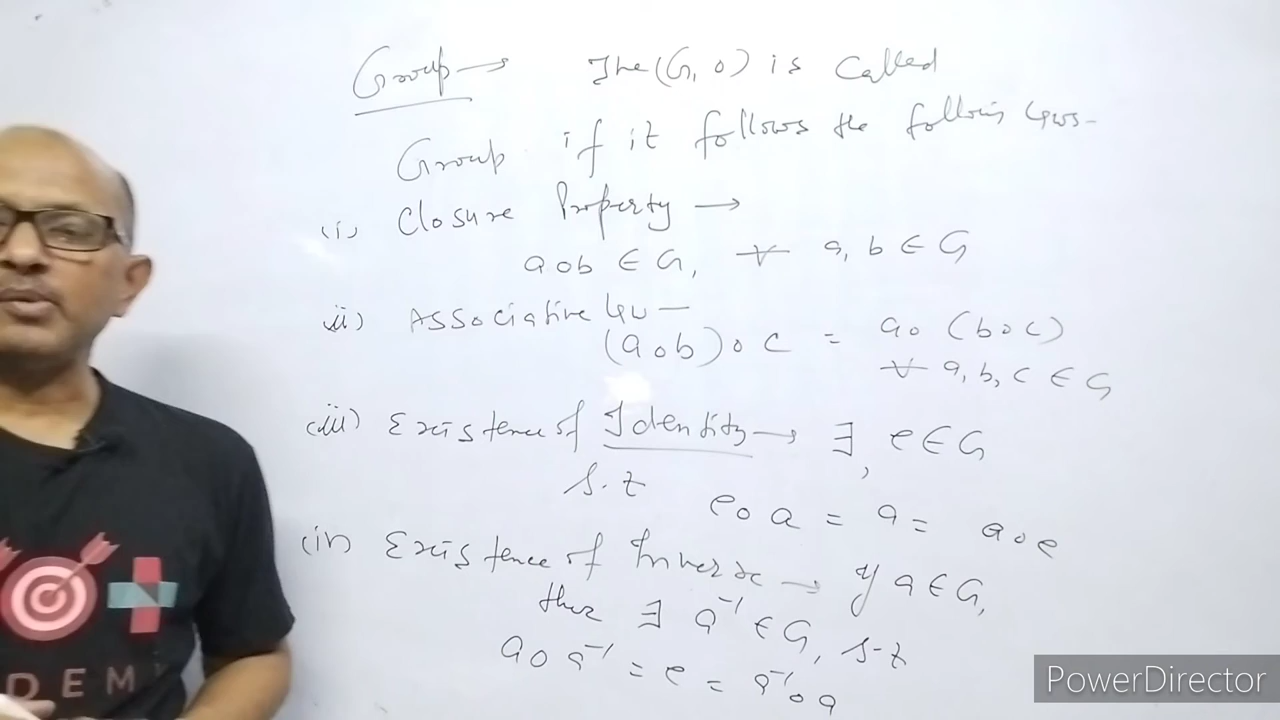 Group → The (G, o) is called
Group if it follows the following laws -
(i) Closure Property →
aob ∈ G, ∀ a, b ∈ G
ii) Associative law —
(aob)oc = ao(boc)
∀ a, b, c ∈ G
(iii) Existence of Identity → ∃, e ∈ G
s.t
eoa = a = aoe
(iv) Existence of Inverse → if a ∈ G,
then ∃ a⁻¹ ∈ G, s-t
aoa⁻¹ = e = a⁻¹oa
DEM
PowerDirector